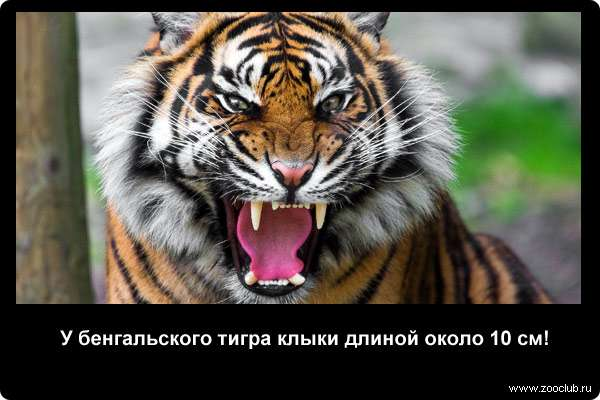 У бенгальского тигра клыки длиной около 10 см!
www.zooclub.ru